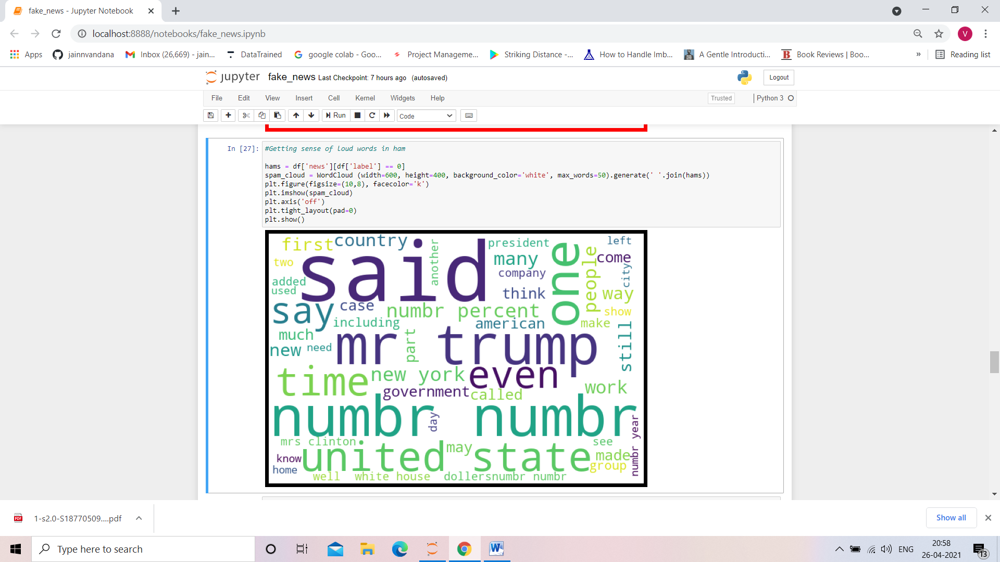 fake_news - Jupyter Notebook
localhost:8888/notebooks/fake_news.ipynb
V
Apps jainnvandana Inbox (26,669) - jain... DataTrained google colab - Goo... Project Manageme... Striking Distance -... How to Handle Imb... A Gentle Introducti... Book Reviews | Boo... » Reading list
jupyter fake_news Last Checkpoint: 7 hours ago (autosaved) Logout
File Edit View Insert Cell Kernel Widgets Help Trusted Python 3
Run Code
In [27]: #Getting sense of loud words in ham
hams = df['news'][df['label'] == 0]
spam_cloud = WordCloud (width=600, height=400, background_color='white', max_words=50).generate(' '.join(hams))
plt.figure(figsize=(10,8), facecolor='k')
plt.imshow(spam_cloud)
plt.axis('off')
plt.tight_layout(pad=0)
plt.show()
first country president left
said another many one people come
two company city
added think way
used
say case numbr percent show
including american make
much mr trump still
new need part
time new york even
government called work
numbr numbr
day numbr year
mrs clinton united state may see
know made
home group
well white house dollersnumbr numbr
PDF 1-s2.0-S18770509....pdf Show all
Type here to search ENG 20:58
26-04-2021 13